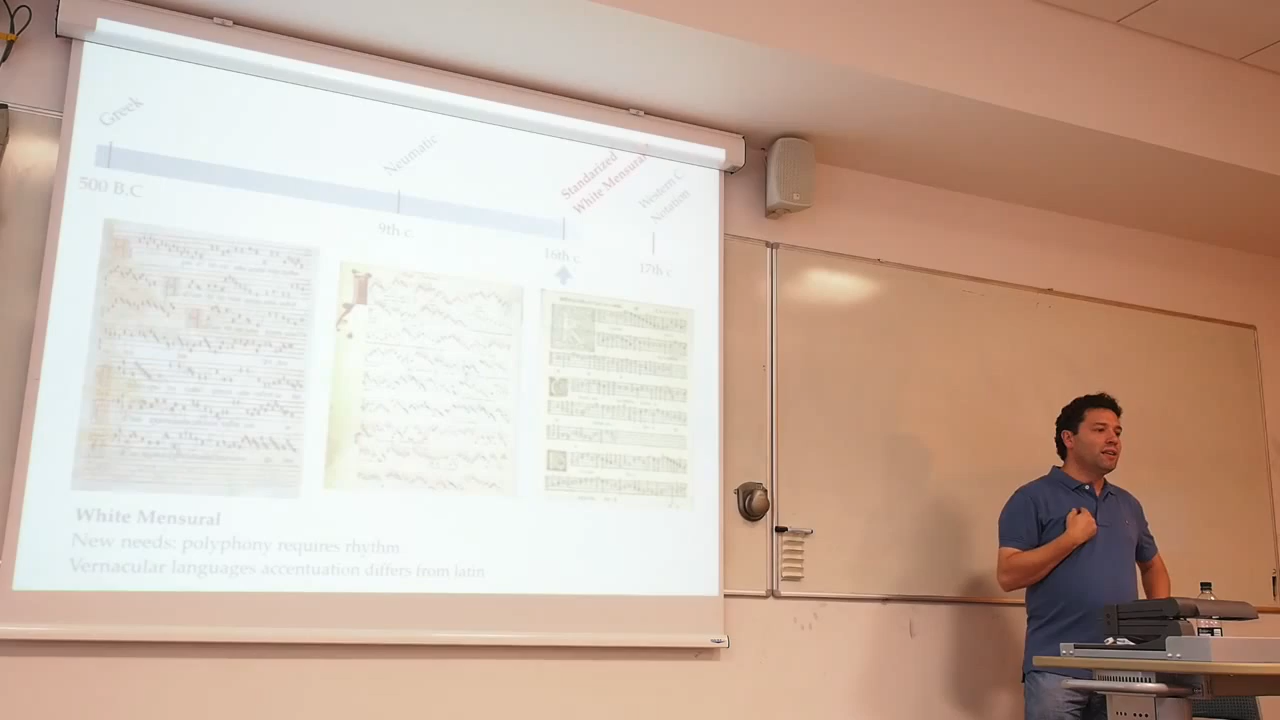 Greek
Neumatic
Standarized
White Mensural
Western C
Notation
500 B.C
9th c.
16th c.
17th c.
White Mensural
New needs: polyphony requires rhythm.
Vernacular languages accentuation differs from latin